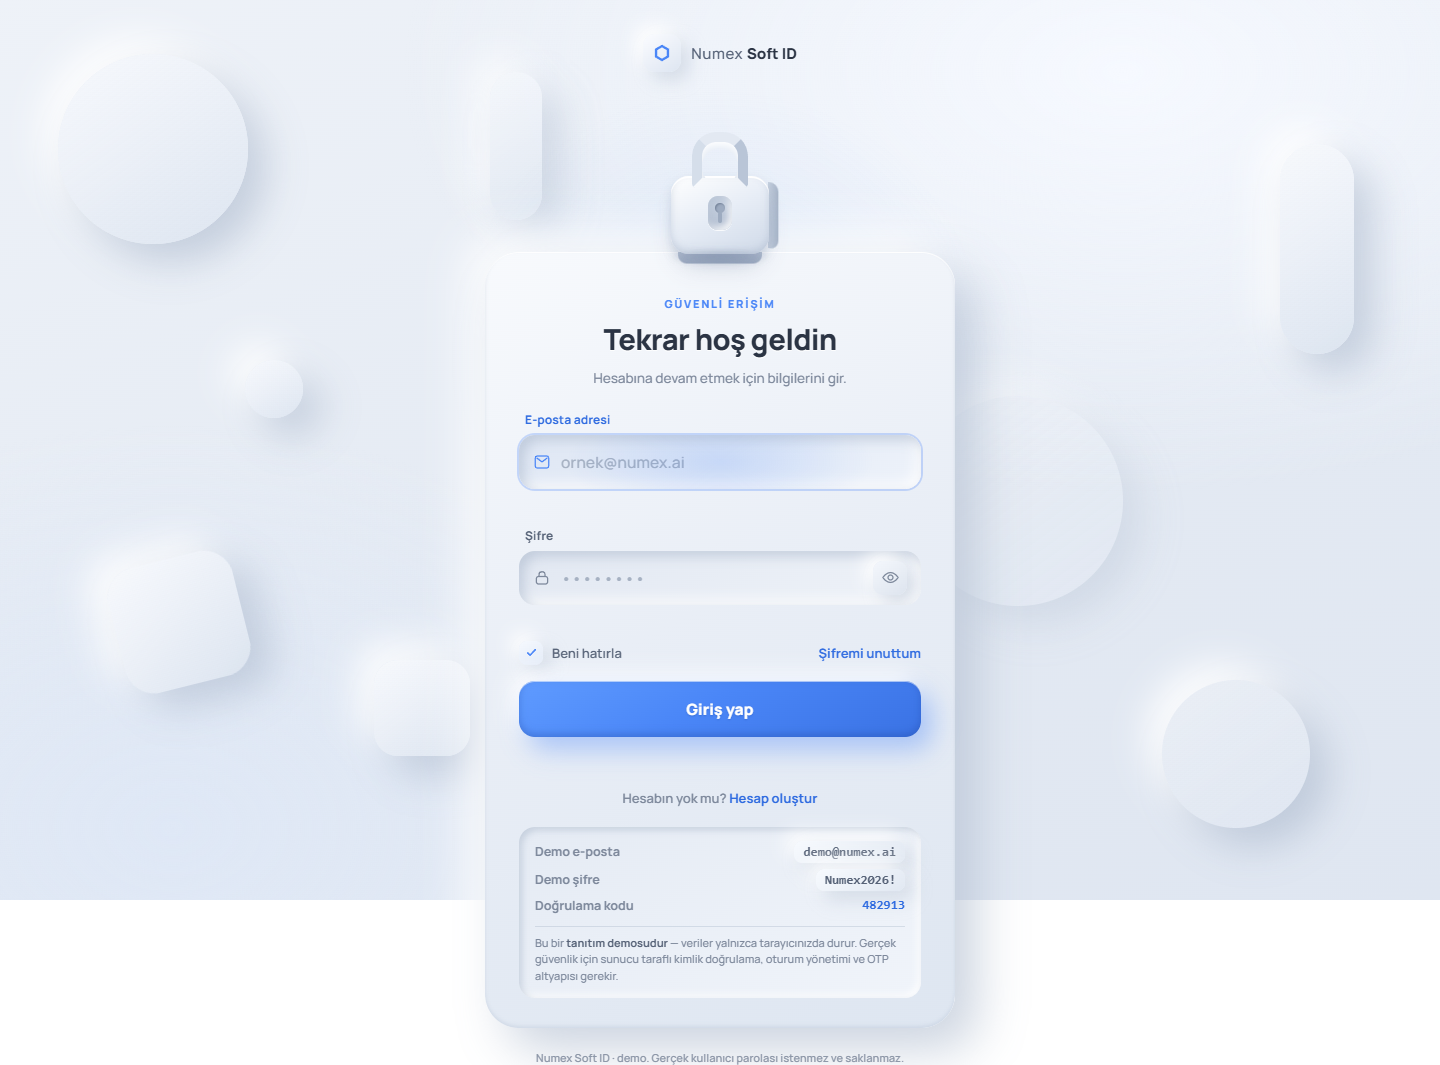 Numex Soft ID
GÜVENLİ ERİŞİM
Tekrar hoş geldin
Hesabına devam etmek için bilgilerini gir.
E-posta adresi
ornek@numex.ai
Şifre
••••••••
Beni hatırla
Şifremi unuttum
Giriş yap
Hesabın yok mu? Hesap oluştur
Demo e-posta demo@numex.ai
Demo şifre Numex2026!
Doğrulama kodu 482913
Bu bir tanıtım demosudur — veriler yalnızca tarayıcınızda durur. Gerçek
güvenlik için sunucu taraflı kimlik doğrulama, oturum yönetimi ve OTP
altyapısı gerekir.
Numex Soft ID · demo. Gerçek kullanıcı parolası istenmez ve saklanmaz.